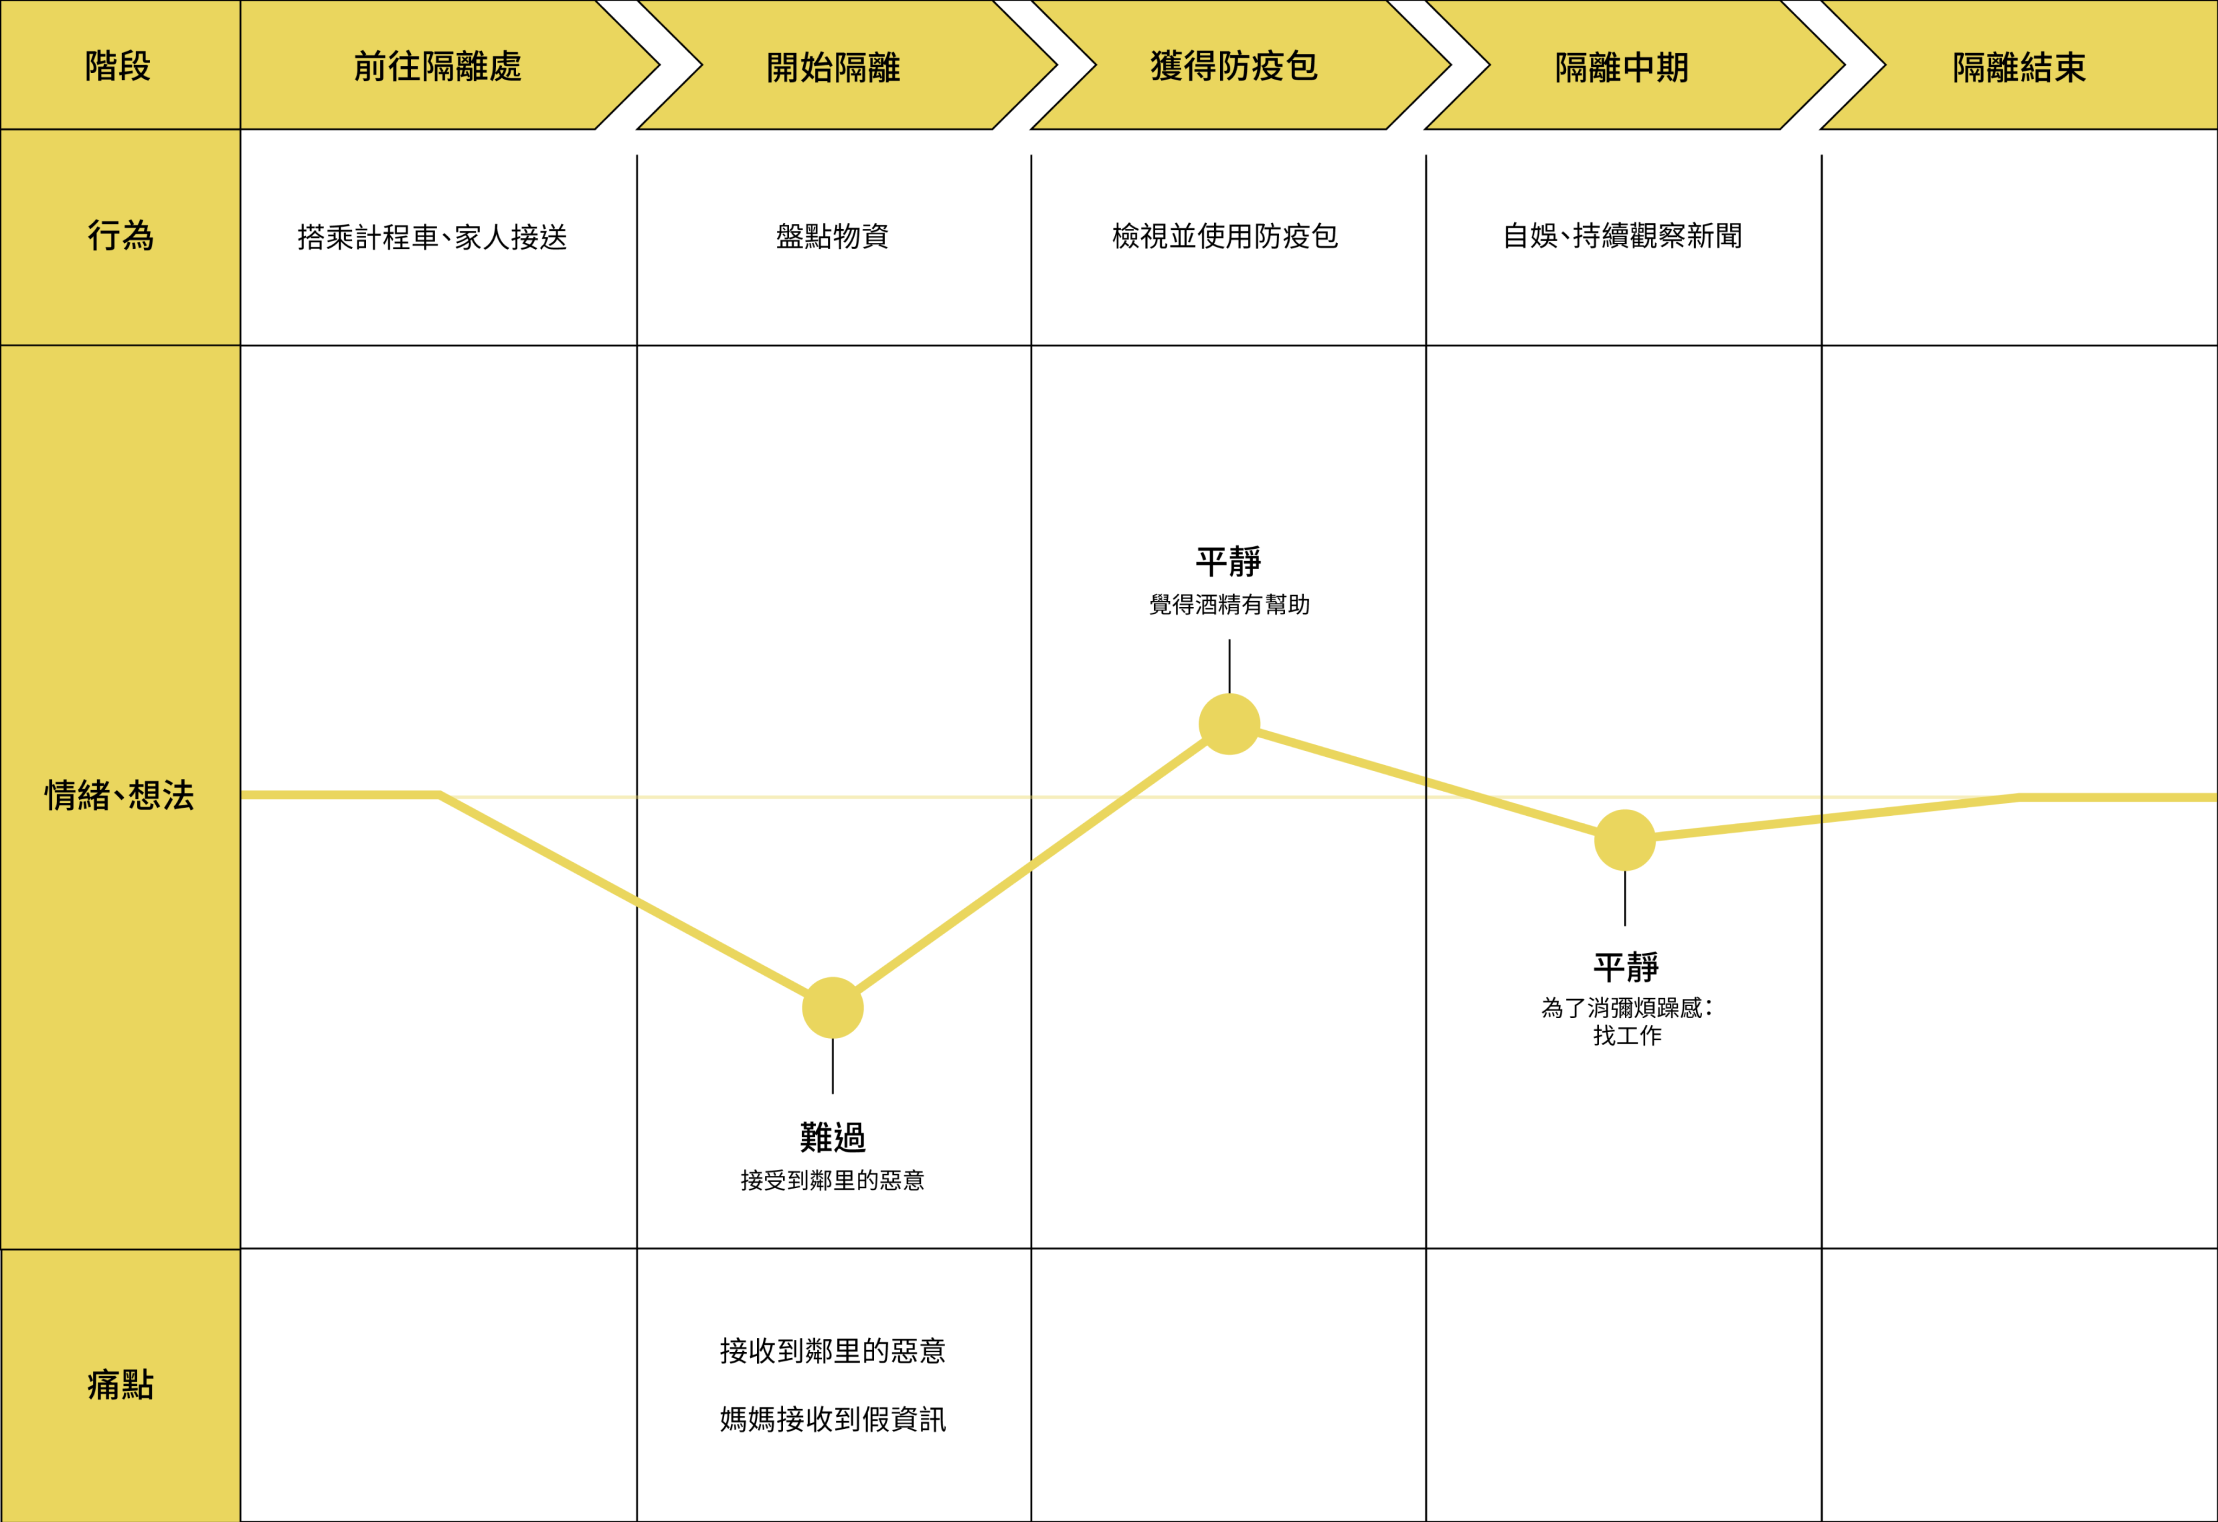 階段
前往隔離處
開始隔離
獲得防疫包
隔離中期
隔離結束
行為
搭乘計程車、家人接送
盤點物資
檢視並使用防疫包
自娛、持續觀察新聞
情緒、想法
平靜
覺得酒精有幫助
平靜
為了消彌煩躁感：
找工作
難過
接受到鄰里的惡意
痛點
接收到鄰里的惡意
媽媽接收到假資訊